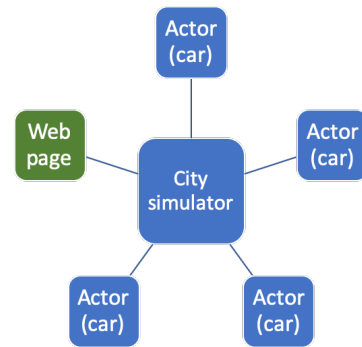 Actor
(car)
Web
page
Actor
(car)
City
simulator
Actor
(car)
Actor
(car)